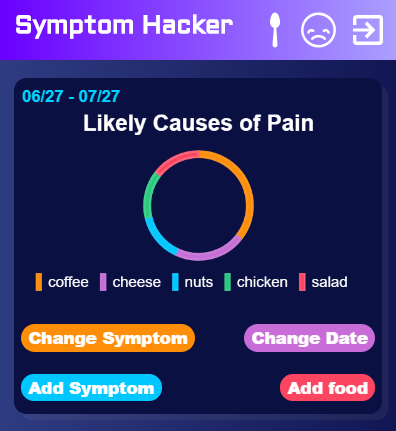 Symptom Hacker
06/27 - 07/27
Likely Causes of Pain
coffee cheese nuts chicken salad
Change Symptom Change Date
Add Symptom Add food